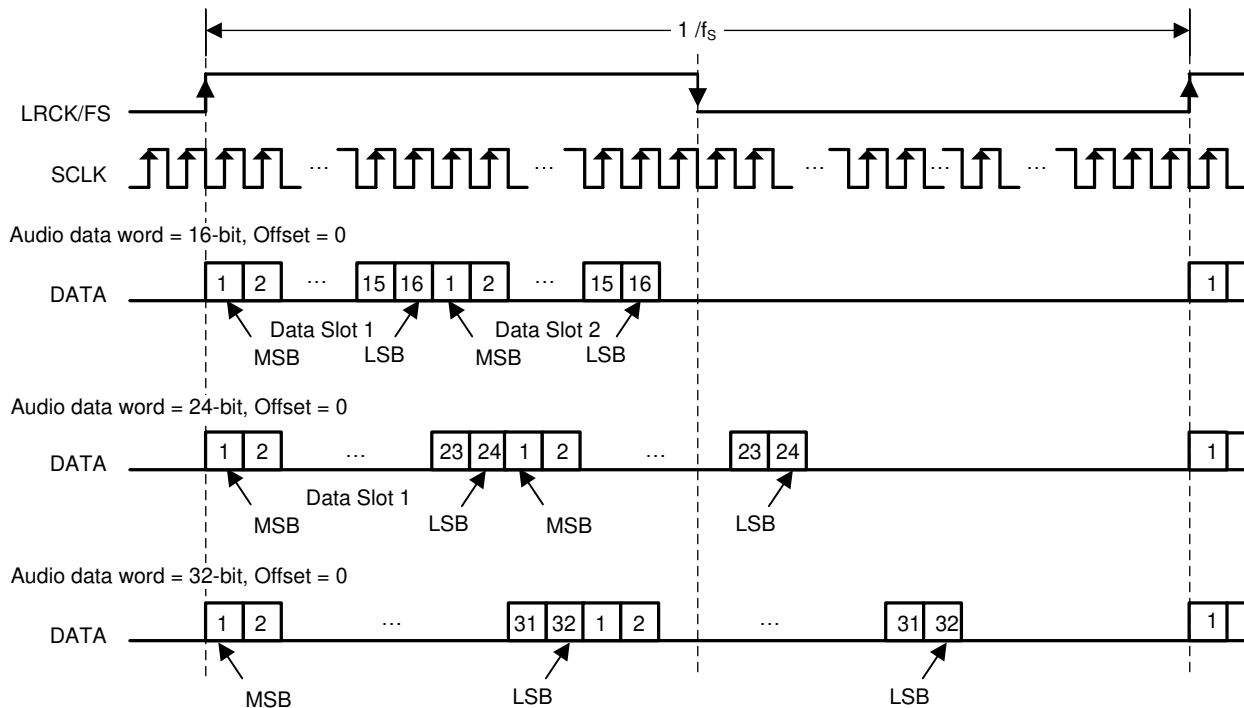 1 /fS
LRCK/FS
SCLK
… … … … …
Audio data word = 16-bit, Offset = 0
DATA 1 2 … 15 16 1 2 … 15 16 1
Data Slot 1 Data Slot 2
MSB LSB MSB LSB
Audio data word = 24-bit, Offset = 0
DATA 1 2 … 23 24 1 2 … 23 24 1
Data Slot 1
MSB LSB MSB LSB
Audio data word = 32-bit, Offset = 0
DATA 1 2 … 31 32 1 2 … 31 32 1
MSB LSB LSB